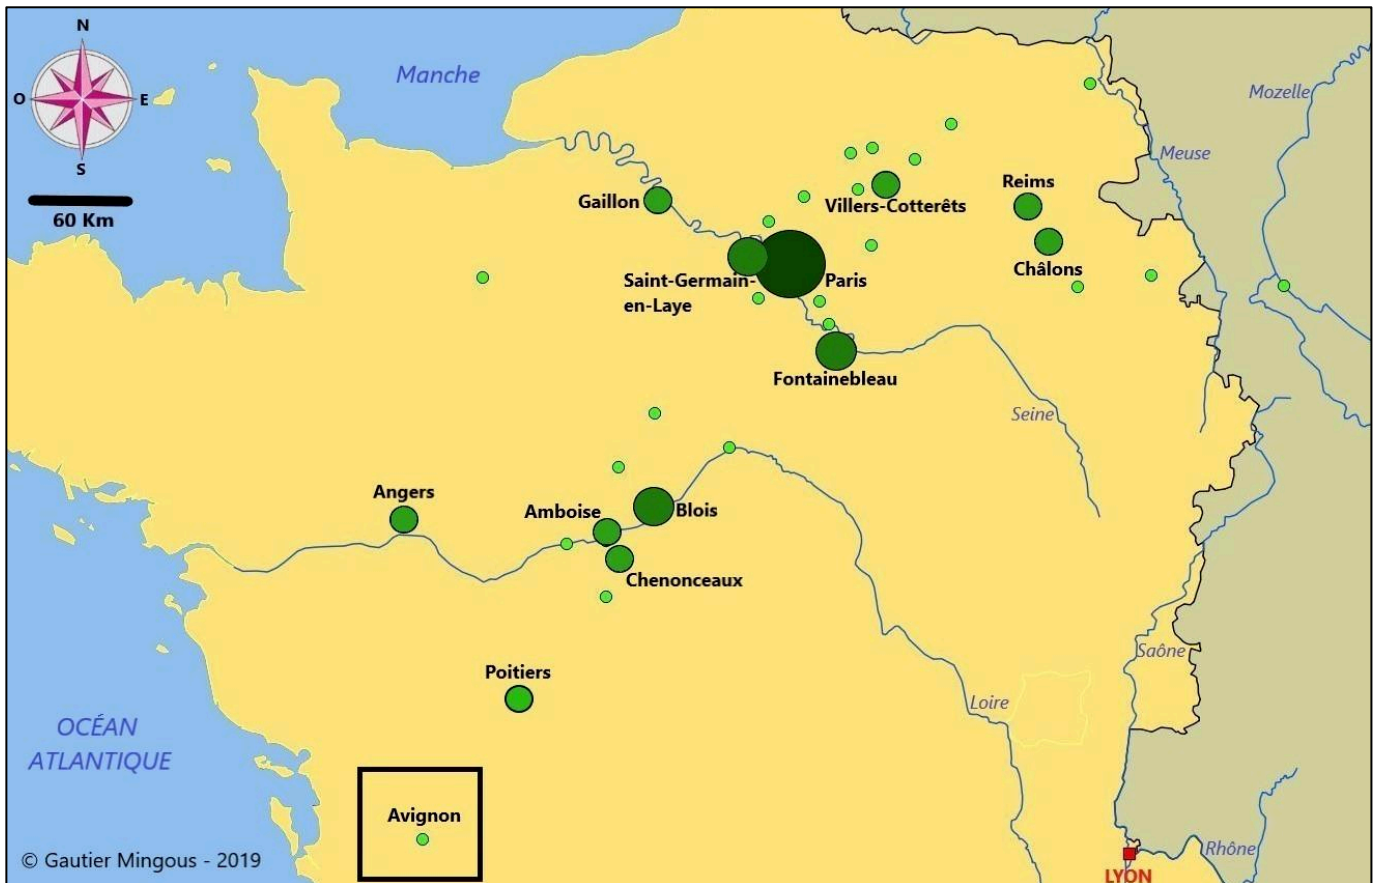 N
Manche
Mozelle
O
E
Meuse
S
60 Km
Gaillon
Villers-Cotterêts
Reims
Saint-Germain-
en-Laye
Paris
Châlons
Fontainebleau
Seine
Angers
Amboise
Blois
Chenonceaux
Poitiers
Saône
Loire
OCÉAN
ATLANTIQUE
Avignon
© Gautier Mingous - 2019
Rhône
LYON